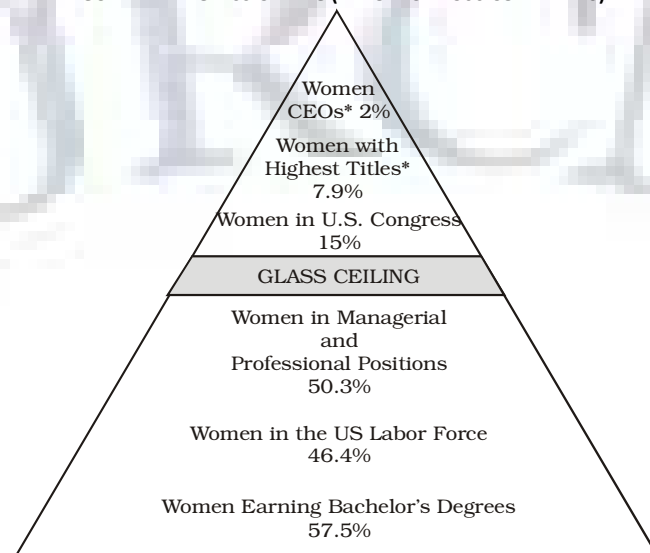 Women
CEOs* 2%
Women with
Highest Titles*
7.9%
Women in U.S. Congress
15%
GLASS CEILING
Women in Managerial
and
Professional Positions
50.3%
Women in the US Labor Force
46.4%
Women Earning Bachelor's Degrees
57.5%